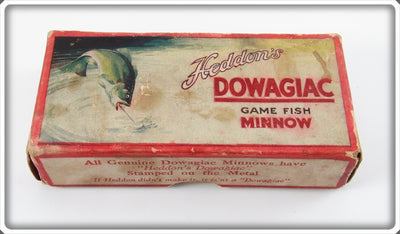 Heddon's
DOWAGIAC
GAME FISH
MINNOW
All Genuine Dowagiac Minnows have
"Heddon's Dowagiac"
Stamped on the Metal
If Heddon didn't make it, it isn't a "Dowagiac"